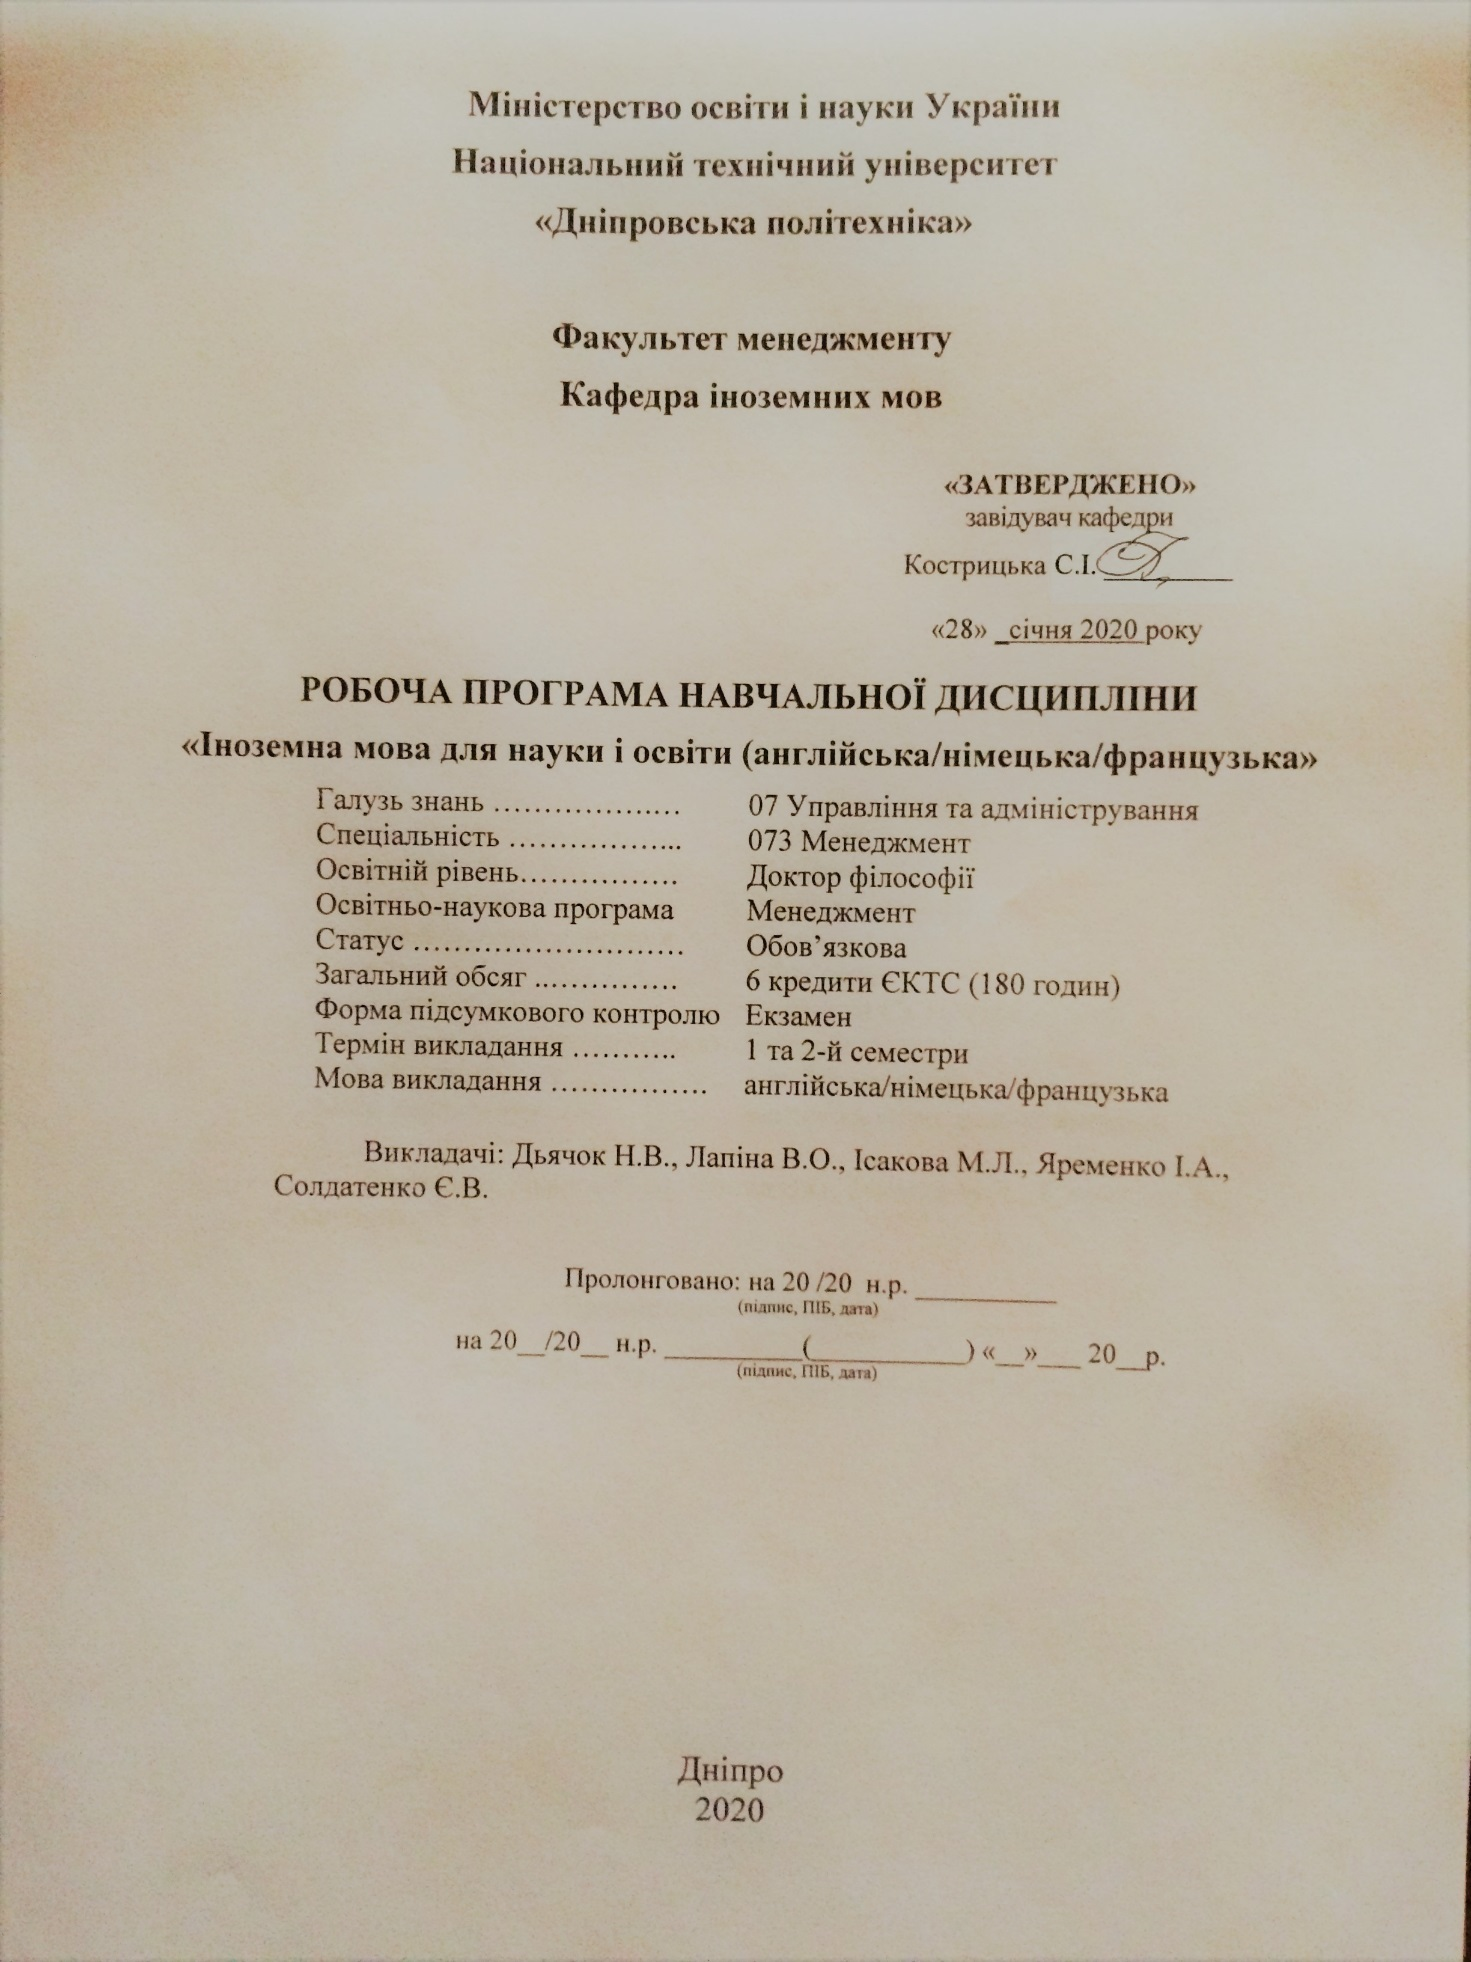 Міністерство освіти і науки України
Національний технічний університет
«Дніпровська політехніка»
Факультет менеджменту
Кафедра іноземних мов
«ЗАТВЕРДЖЕНО»
завідувач кафедри
Кострицька С.І. ________
«28» _січня 2020 року
РОБОЧА ПРОГРАМА НАВЧАЛЬНОЇ ДИСЦИПЛІНИ
«Іноземна мова для науки і освіти (англійська/німецька/французька»
Галузь знань ………………… 07 Управління та адміністрування
Спеціальність ……………….. 073 Менеджмент
Освітній рівень……………. Доктор філософії
Освітньо-наукова програма Менеджмент
Статус ……………………… Обов’язкова
Загальний обсяг ..…………. 6 кредити ЄКТС (180 годин)
Форма підсумкового контролю Екзамен
Термін викладання ……….. 1 та 2-й семестри
Мова викладання ……………. англійська/німецька/французька
Викладачі: Дьячок Н.В., Лапіна В.О., Ісакова М.Л., Яременко І.А.,
Солдатенко Є.В.
Пролонговано: на 20 /20 н.р. __________
(підпис, ПІБ, дата)
на 20__/20__ н.р. __________(___________) «__»___ 20__р.
(підпис, ПІБ, дата)
Дніпро
2020